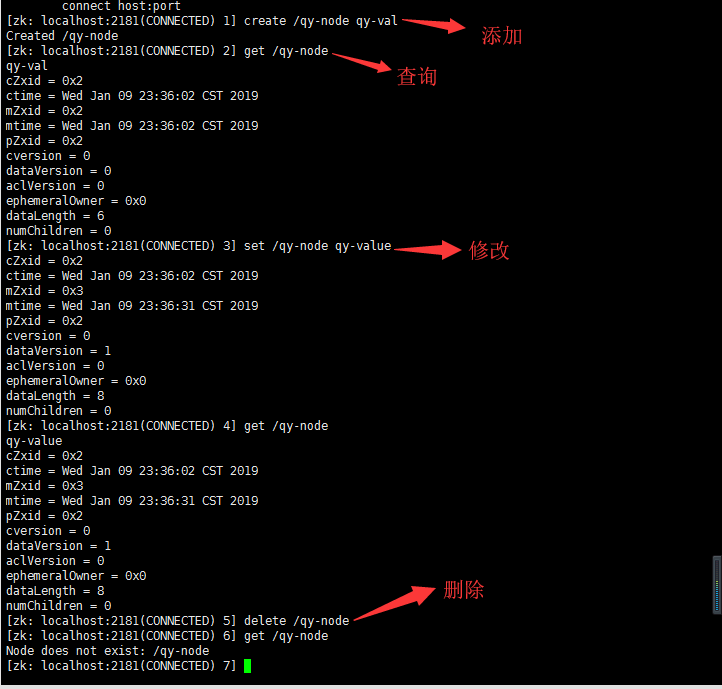 connect host:port
[zk: localhost:2181(CONNECTED) 1] create /qy-node qy-val
添加
Created /qy-node
[zk: localhost:2181(CONNECTED) 2] get /qy-node
查询
qy-val
cZxid = 0x2
ctime = Wed Jan 09 23:36:02 CST 2019
mZxid = 0x2
mtime = Wed Jan 09 23:36:02 CST 2019
pZxid = 0x2
cversion = 0
dataVersion = 0
aclVersion = 0
ephemeralOwner = 0x0
dataLength = 6
numChildren = 0
[zk: localhost:2181(CONNECTED) 3] set /qy-node qy-value
修改
cZxid = 0x2
ctime = Wed Jan 09 23:36:02 CST 2019
mZxid = 0x3
mtime = Wed Jan 09 23:36:31 CST 2019
pZxid = 0x2
cversion = 0
dataVersion = 1
aclVersion = 0
ephemeralOwner = 0x0
dataLength = 8
numChildren = 0
[zk: localhost:2181(CONNECTED) 4] get /qy-node
qy-value
cZxid = 0x2
ctime = Wed Jan 09 23:36:02 CST 2019
mZxid = 0x3
mtime = Wed Jan 09 23:36:31 CST 2019
pZxid = 0x2
cversion = 0
dataVersion = 1
aclVersion = 0
ephemeralOwner = 0x0
dataLength = 8
numChildren = 0
[zk: localhost:2181(CONNECTED) 5] delete /qy-node
删除
[zk: localhost:2181(CONNECTED) 6] get /qy-node
Node does not exist: /qy-node
[zk: localhost:2181(CONNECTED) 7]